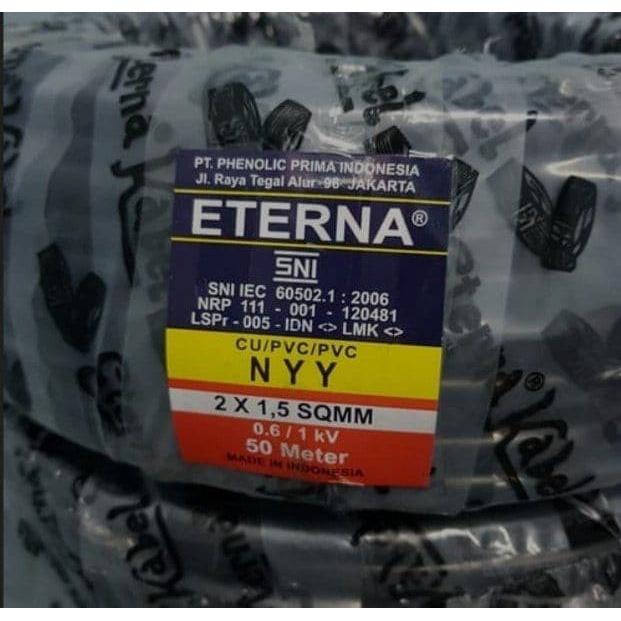 PT. PHENOLIC PRIMA INDONESIA
Jl. Raya Tegal Alur-96- JAKARTA
ETERNA®
SNI
SNI IEC 60502.1 : 2006
NRP 111 - 001 - 120481
LSPr - 005 - IDN <> LMK <>
CU/PVC/PVC
NYY
2 X 1,5 SQMM
0.6 / 1 kV
50 Meter
MADE IN INDONESIA
Kabel
Kabel